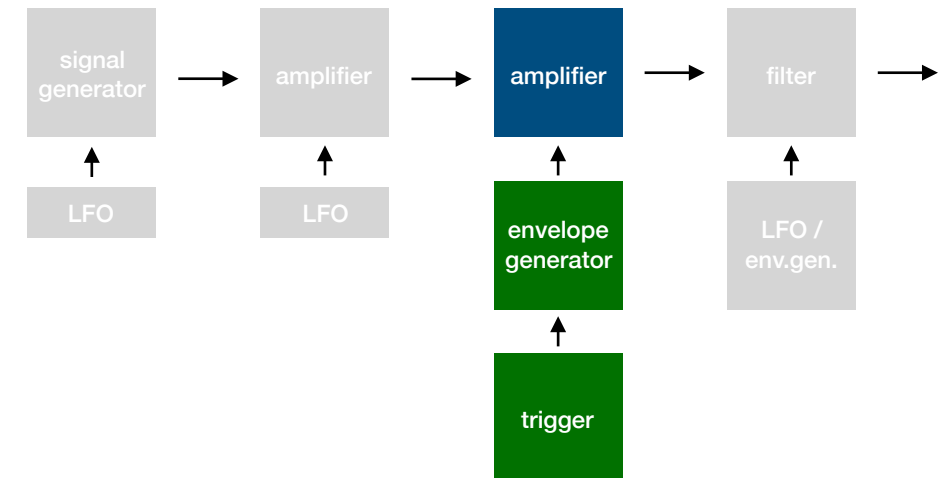 signal
generator
amplifier
amplifier
filter
LFO
LFO
envelope
generator
LFO /
env.gen.
trigger